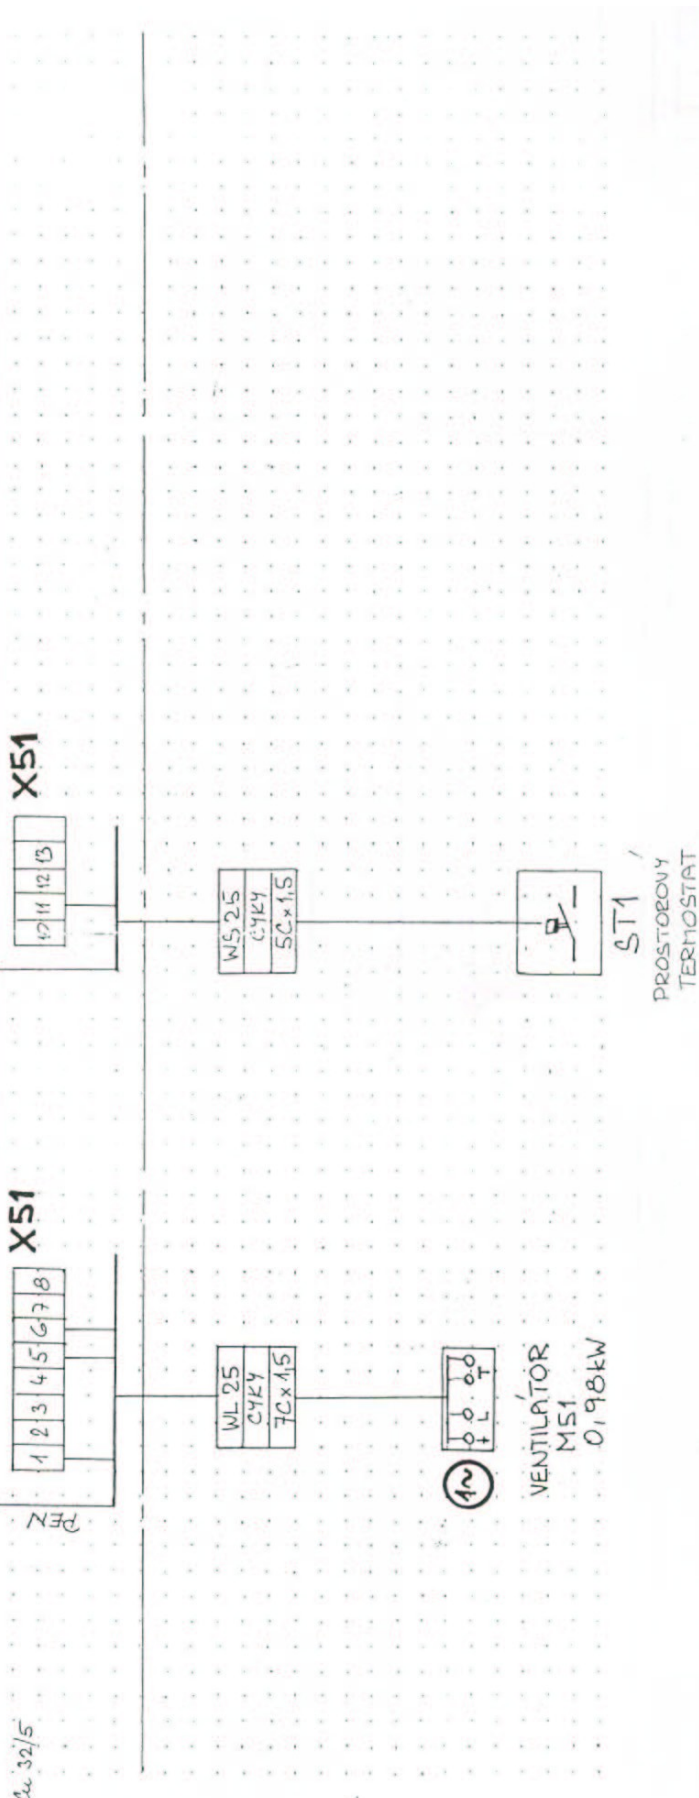 Cu 32/5
PEN
1 2 3 4 5 6 7 8
X51
WL 25
CYKY
7C×1,5
1~
L T
VENTILÁTOR
M51
0,98kW
10 11 12 13
X51
WS 25
CYKY
5C×1,5
ST1
PROSTOROVÝ
TERMOSTAT